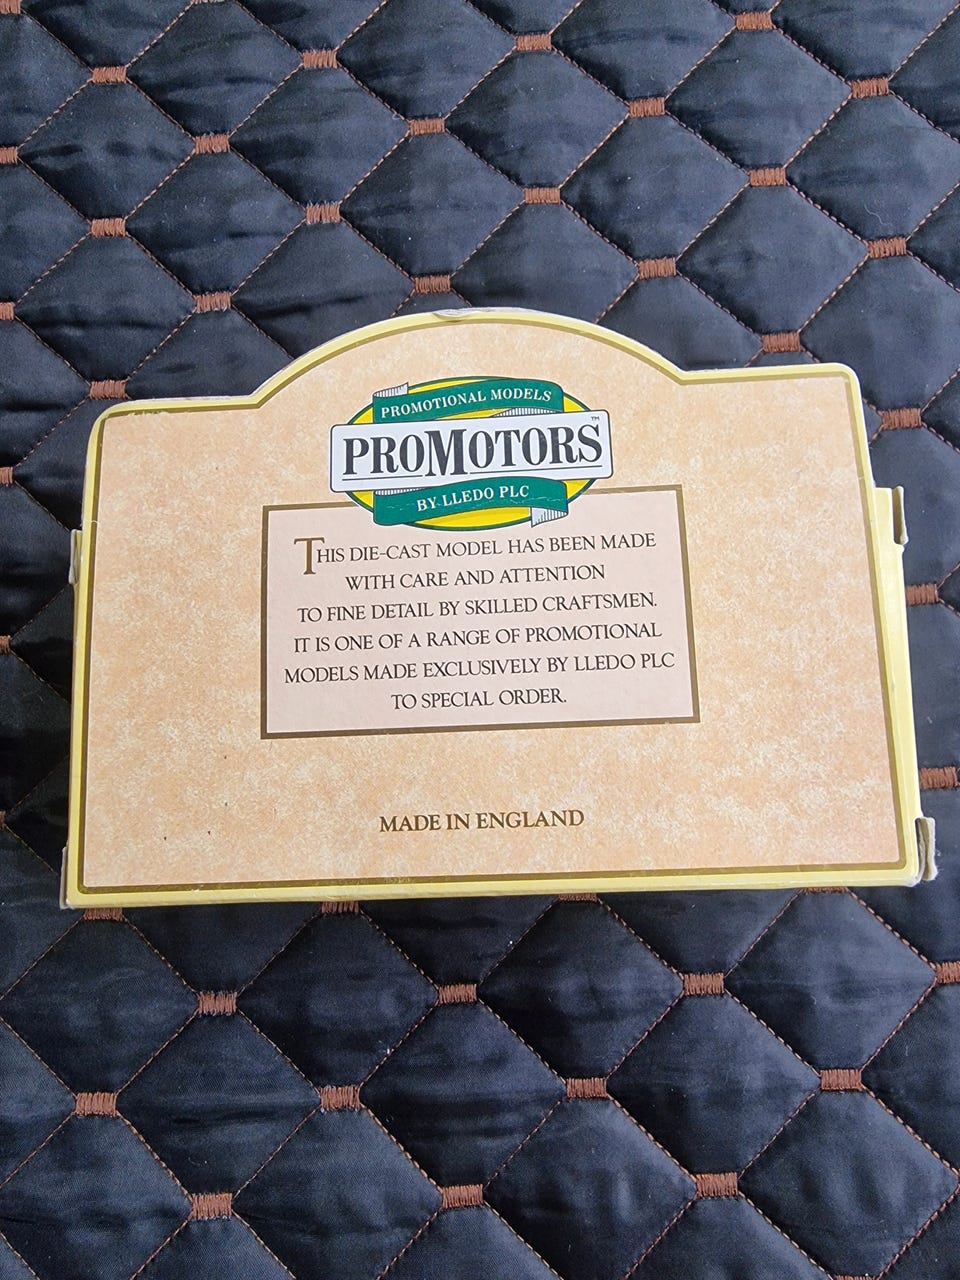 PROMOTIONAL MODELS
PROMOTORS™
BY LLEDO PLC
THIS DIE-CAST MODEL HAS BEEN MADE
WITH CARE AND ATTENTION
TO FINE DETAIL BY SKILLED CRAFTSMEN.
IT IS ONE OF A RANGE OF PROMOTIONAL
MODELS MADE EXCLUSIVELY BY LLEDO PLC
TO SPECIAL ORDER.
MADE IN ENGLAND